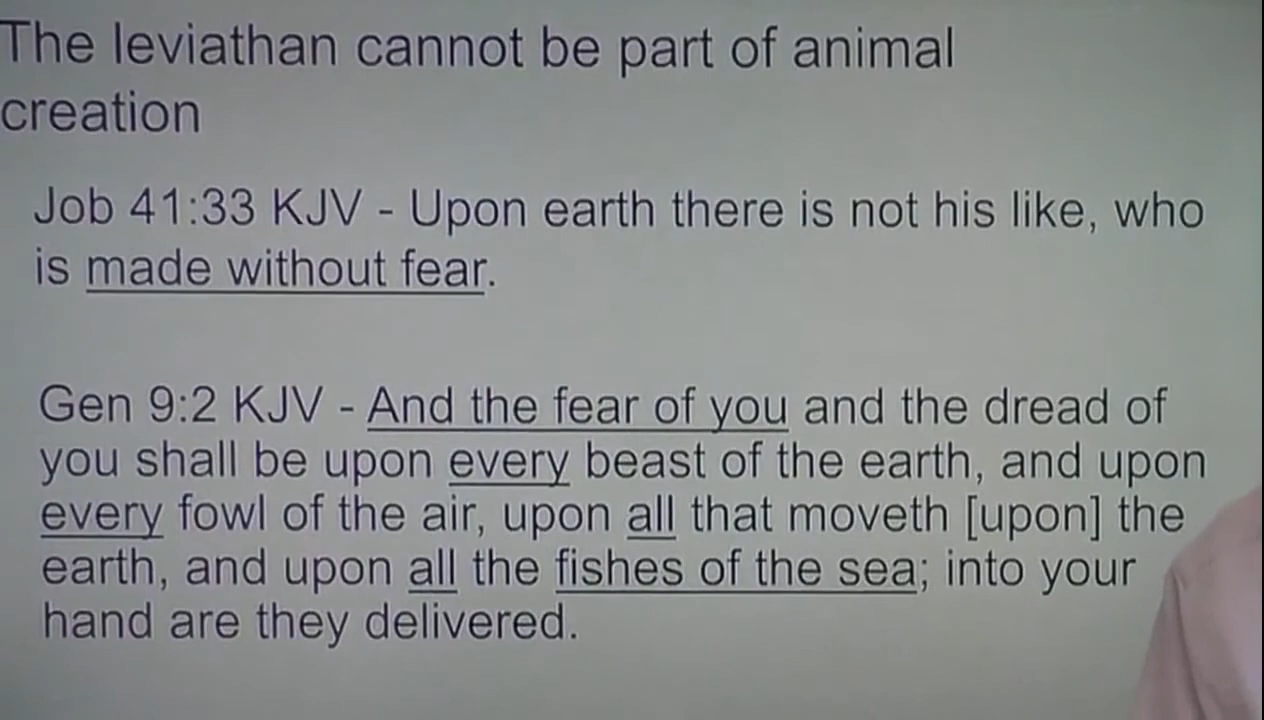 The leviathan cannot be part of animal
creation
Job 41:33 KJV - Upon earth there is not his like, who
is made without fear.
Gen 9:2 KJV - And the fear of you and the dread of
you shall be upon every beast of the earth, and upon
every fowl of the air, upon all that moveth [upon] the
earth, and upon all the fishes of the sea; into your
hand are they delivered.